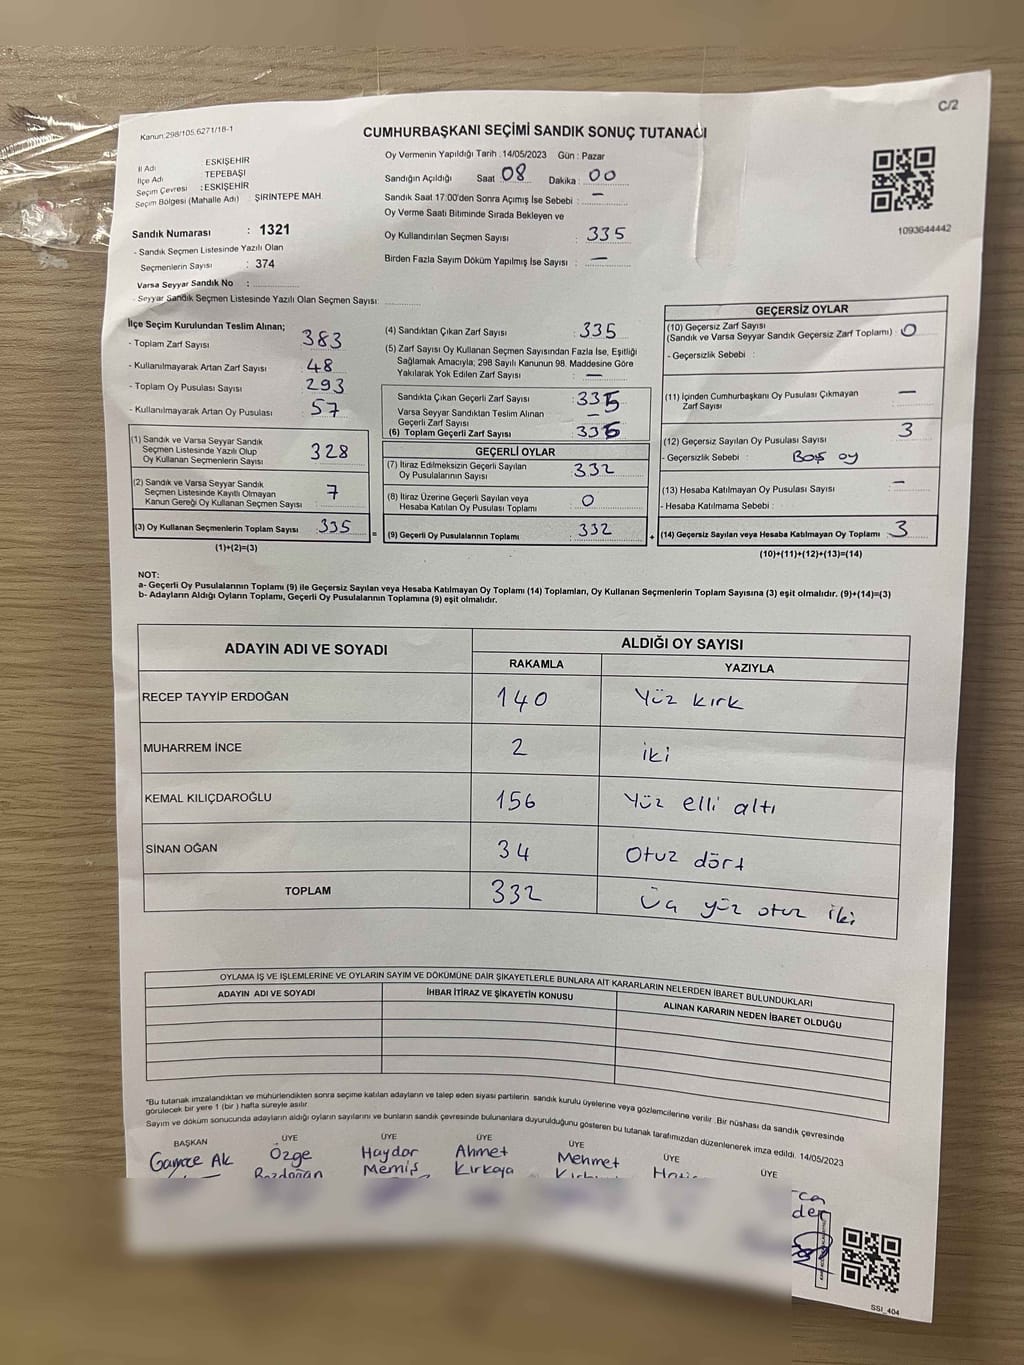 C/2
Kanun.298/105.6271/18-1
CUMHURBAŞKANI SEÇİMİ SANDIK SONUÇ TUTANAĞI
İl Adı ESKİŞEHİR
İlçe Adı TEPEBAŞI
Seçim Çevresi : ESKİŞEHİR
Seçim Bölgesi (Mahalle Adı) ŞİRİNTEPE MAH.
Oy Vermenin Yapıldığı Tarih : 14/05/2023 Gün : Pazar
Sandığın Açıldığı Saat 08 Dakika : 00
Sandık Saat 17:00'den Sonra Açımış İse Sebebi : –
Oy Verme Saati Bitiminde Sırada Bekleyen ve
Oy Kullandırılan Seçmen Sayısı : 335
Birden Fazla Sayım Döküm Yapılmış İse Sayısı : –
1093644442
Sandık Numarası : 1321
- Sandık Seçmen Listesinde Yazılı Olan
Seçmenlerin Sayısı : 374
Varsa Seyyar Sandık No :
- Seyyar Sandık Seçmen Listesinde Yazılı Olan Seçmen Sayısı:
İlçe Seçim Kurulundan Teslim Alınan;
- Toplam Zarf Sayısı 383
- Kullanılmayarak Artan Zarf Sayısı 48
- Toplam Oy Pusulası Sayısı 293
- Kullanılmayarak Artan Oy Pusulası 57
(1) Sandık ve Varsa Seyyar Sandık
Seçmen Listesinde Yazılı Olup
Oy Kullanan Seçmenlerin Sayısı 328
(2) Sandık ve Varsa Seyyar Sandık
Seçmen Listesinde Kayıtlı Olmayan
Kanun Gereği Oy Kullanan Seçmen Sayısı 7
(3) Oy Kullanan Seçmenlerin Toplam Sayısı 335 =
(1)+(2)=(3)
(4) Sandıktan Çıkan Zarf Sayısı : 335
(5) Zarf Sayısı Oy Kullanan Seçmen Sayısından Fazla İse, Eşitliği
Sağlamak Amacıyla; 298 Sayılı Kanunun 98. Maddesine Göre
Yakılarak Yok Edilen Zarf Sayısı : –
Sandıkta Çıkan Geçerli Zarf Sayısı : 335
Varsa Seyyar Sandıktan Teslim Alınan
Geçerli Zarf Sayısı : –
(6) Toplam Geçerli Zarf Sayısı : 335
GEÇERLİ OYLAR
(7) İtiraz Edilmeksizin Geçerli Sayılan
Oy Pusulalarının Sayısı : 332
(8) İtiraz Üzerine Geçerli Sayılan veya
Hesaba Katılan Oy Pusulası Toplamı : 0
(9) Geçerli Oy Pusulalarının Toplamı : 332 +
GEÇERSİZ OYLAR
(10) Geçersiz Zarf Sayısı
(Sandık ve Varsa Seyyar Sandık Geçersiz Zarf Toplamı) : 0
- Geçersizlik Sebebi :
(11) İçinden Cumhurbaşkanı Oy Pusulası Çıkmayan
Zarf Sayısı –
(12) Geçersiz Sayılan Oy Pusulası Sayısı 3
- Geçersizlik Sebebi : Boş oy
(13) Hesaba Katılmayan Oy Pusulası Sayısı –
- Hesaba Katılmama Sebebi :
(14) Geçersiz Sayılan veya Hesaba Katılmayan Oy Toplamı : 3
(10)+(11)+(12)+(13)=(14)
NOT:
a- Geçerli Oy Pusulalarının Toplamı (9) ile Geçersiz Sayılan veya Hesaba Katılmayan Oy Toplamı (14) Toplamları, Oy Kullanan Seçmenlerin Toplam Sayısına (3) eşit olmalıdır. (9)+(14)=(3)
b- Adayların Aldığı Oyların Toplamı, Geçerli Oy Pusulalarının Toplamına (9) eşit olmalıdır.
ADAYIN ADI VE SOYADI ALDIĞI OY SAYISI
RAKAMLA YAZIYLA
RECEP TAYYİP ERDOĞAN 140 Yüz kırk
MUHARREM İNCE 2 iki
KEMAL KILIÇDAROĞLU 156 Yüz elli altı
SİNAN OĞAN 34 Otuz dört
TOPLAM 332 Üç yüz otuz iki
OYLAMA İŞ VE İŞLEMLERİNE VE OYLARIN SAYIM VE DÖKÜMÜNE DAİR ŞİKAYETLERLE BUNLARA AİT KARARLARIN NELERDEN İBARET BULUNDUKLARI
ADAYIN ADI VE SOYADI İHBAR İTİRAZ VE ŞİKAYETİN KONUSU ALINAN KARARIN NEDEN İBARET OLDUĞU
*Bu tutanak imzalandıktan ve mühürlendikten sonra seçime katılan adayların ve talep eden siyasi partilerin sandık kurulu üyelerine veya gözlemcilerine verilir. Bir nüshası da sandık çevresinde
görülecek bir yere 1 (bir ) hafta süreyle asılır.
Sayım ve döküm sonucunda adayların aldığı oyların sayılarını ve bunların sandık çevresinde bulunanlara duyurulduğunu gösteren bu tutanak tarafımızdan düzenlenerek imza edildi. 14/05/2023
BAŞKAN ÜYE ÜYE ÜYE ÜYE ÜYE ÜYE
Gamze Ak Özge Haydar Ahmet Mehmet
Bozdoğan Memiş Kırkaya
SSI_404